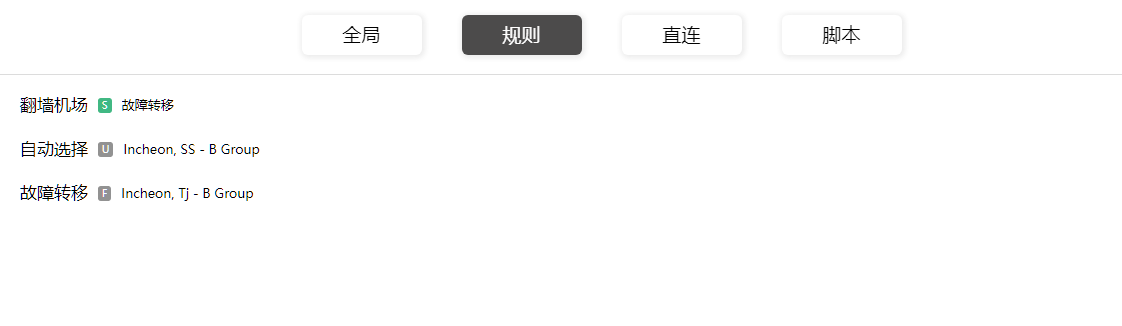 全局 规则 直连 脚本
翻墙机场 S 故障转移
自动选择 U Incheon, SS - B Group
故障转移 F Incheon, Tj - B Group